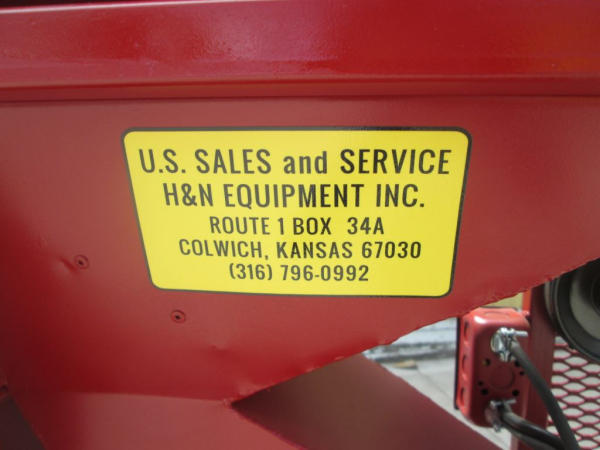 U.S. SALES and SERVICE
H&N EQUIPMENT INC.
ROUTE 1 BOX 34A
COLWICH, KANSAS 67030
(316) 796-0992